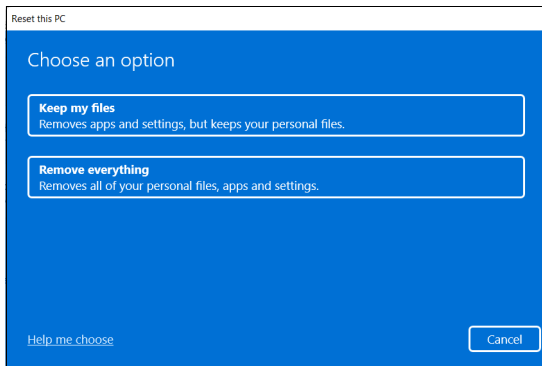 Reset this PC
Choose an option
Keep my files
Removes apps and settings, but keeps your personal files.
Remove everything
Removes all of your personal files, apps and settings.
Help me choose
Cancel